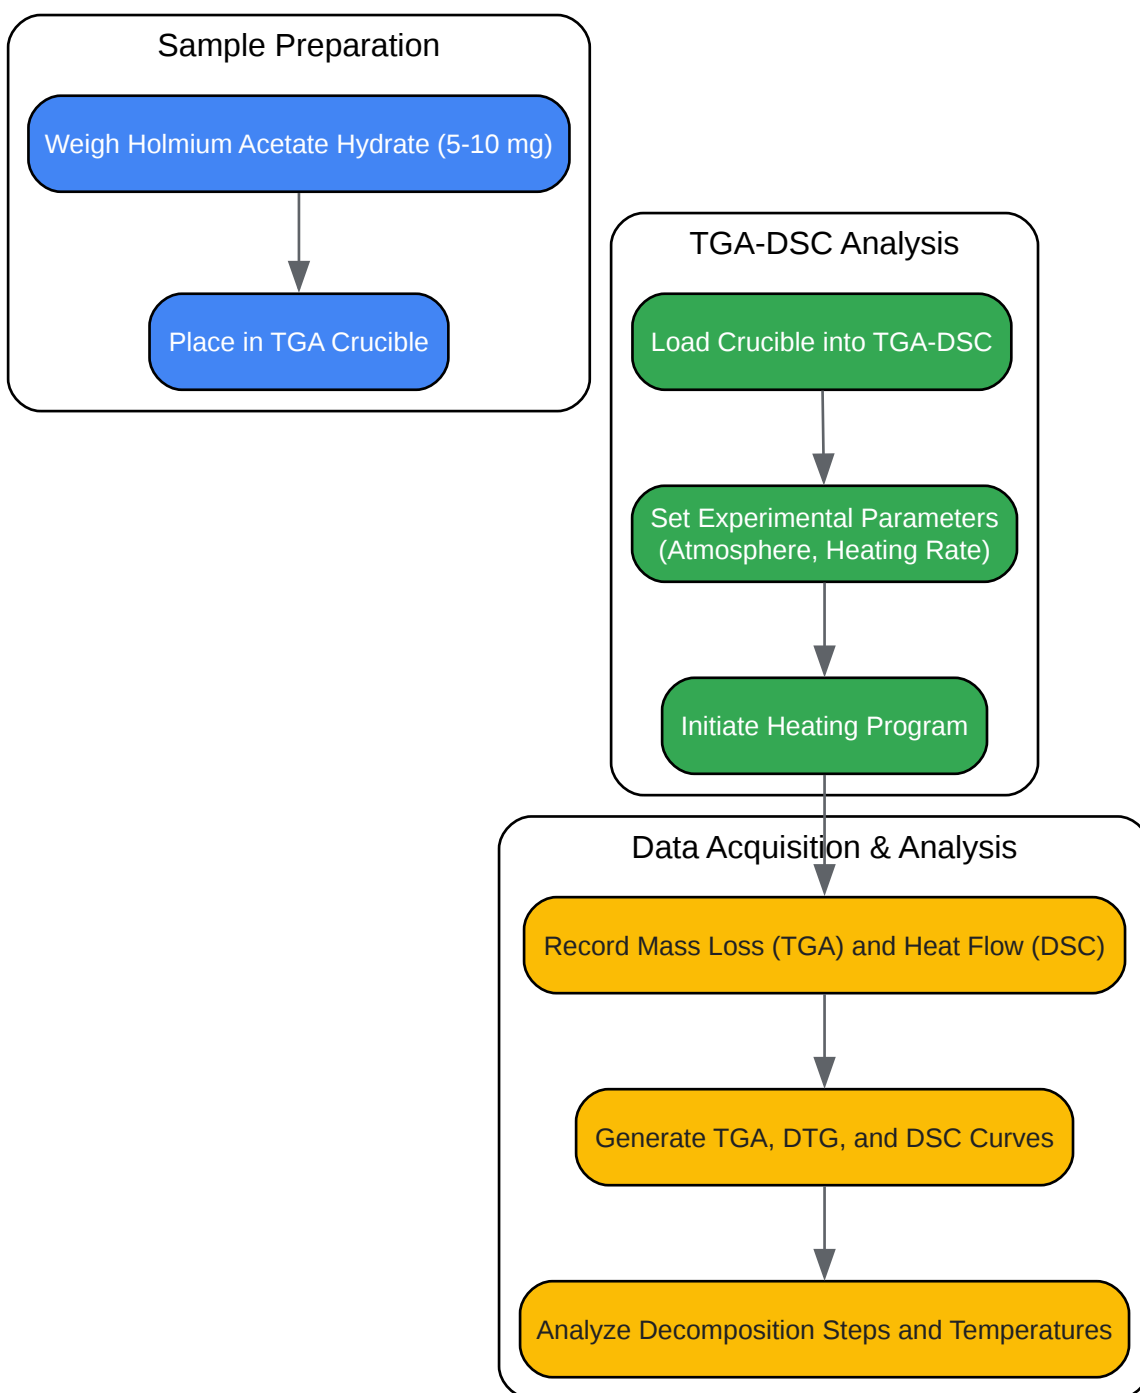 Sample Preparation
Weigh Holmium Acetate Hydrate (5-10 mg)
Place in TGA Crucible
TGA-DSC Analysis
Load Crucible into TGA-DSC
Set Experimental Parameters
(Atmosphere, Heating Rate)
Initiate Heating Program
Data Acquisition & Analysis
Record Mass Loss (TGA) and Heat Flow (DSC)
Generate TGA, DTG, and DSC Curves
Analyze Decomposition Steps and Temperatures